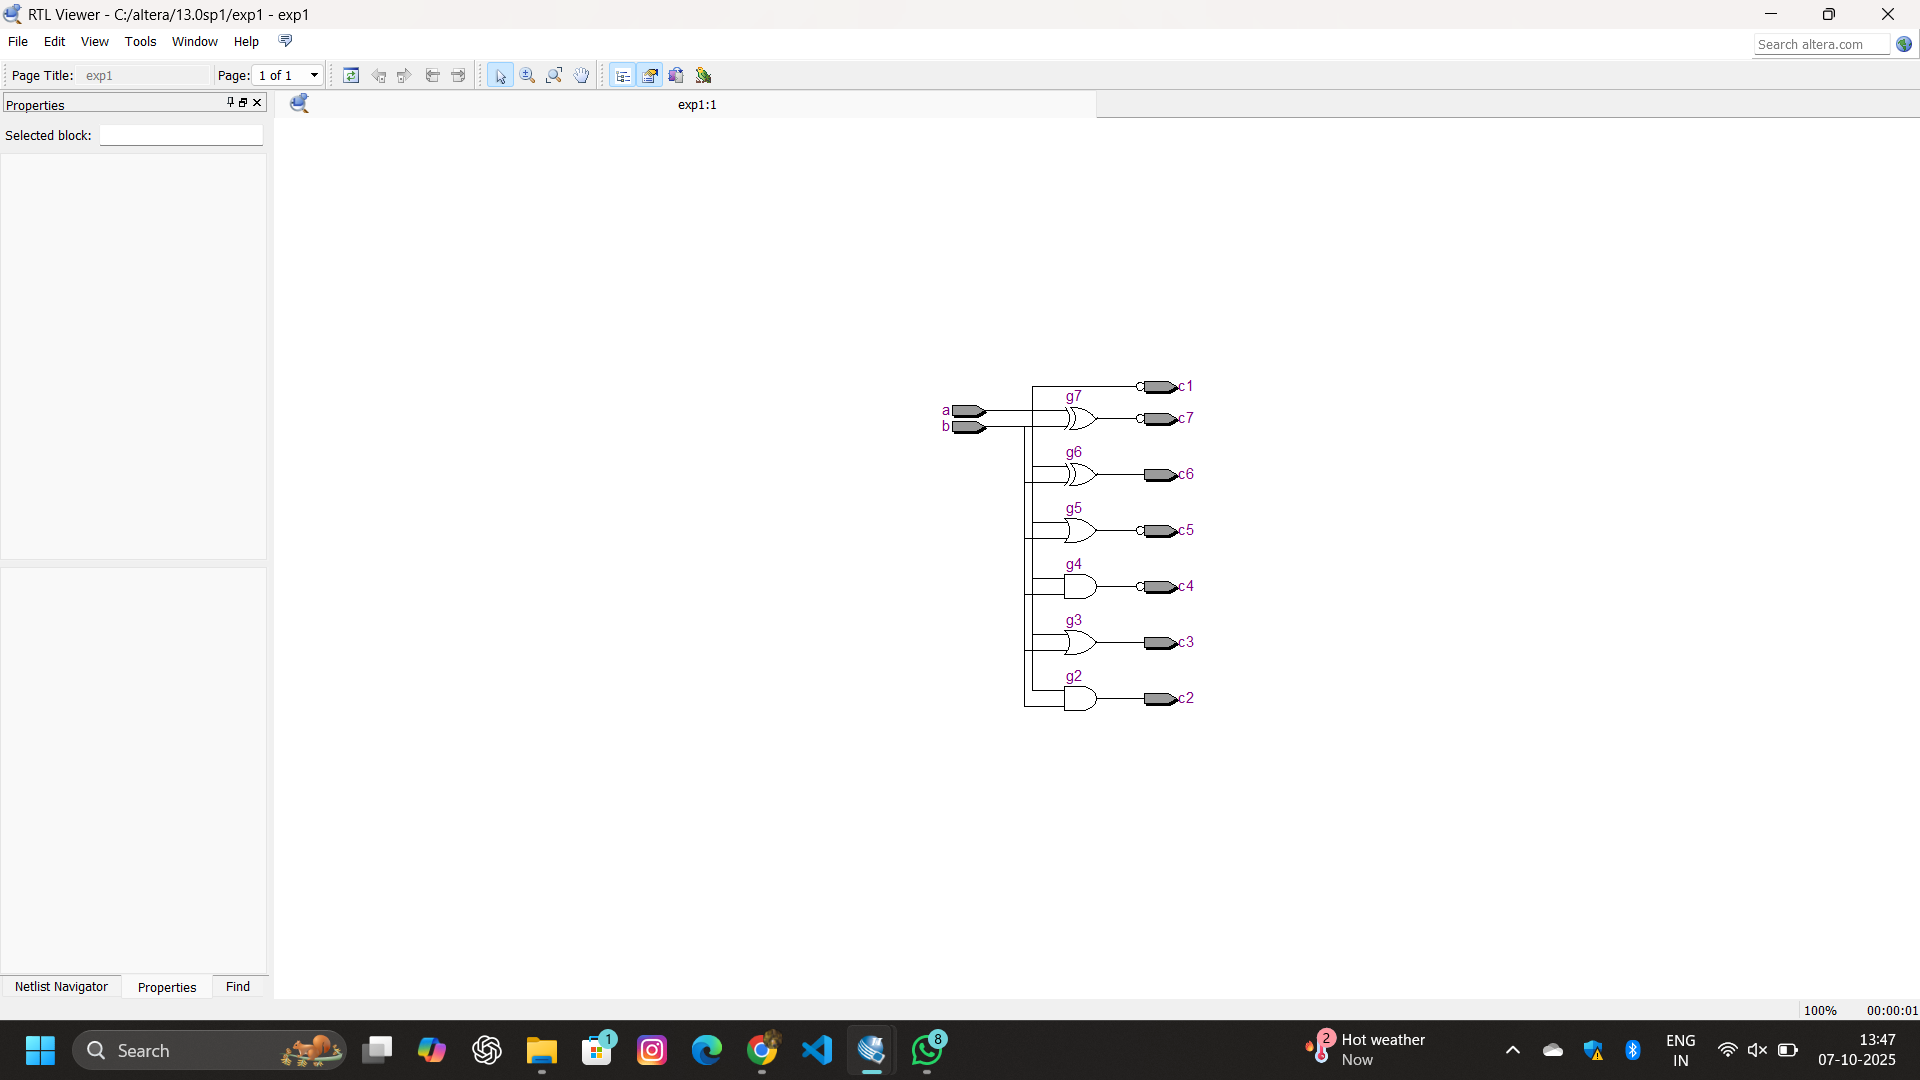 RTL Viewer - C:/altera/13.0sp1/exp1 - exp1
File Edit View Tools Window Help
Search altera.com
Page Title: exp1 Page: 1 of 1
Properties
exp1:1
Selected block:
c1
g7
a
c7
b
g6
c6
g5
c5
g4
c4
g3
c3
g2
c2
Netlist Navigator Properties Find
100% 00:00:01
Search
1
8
2
Hot weather
Now
ENG
IN
13:47
07-10-2025